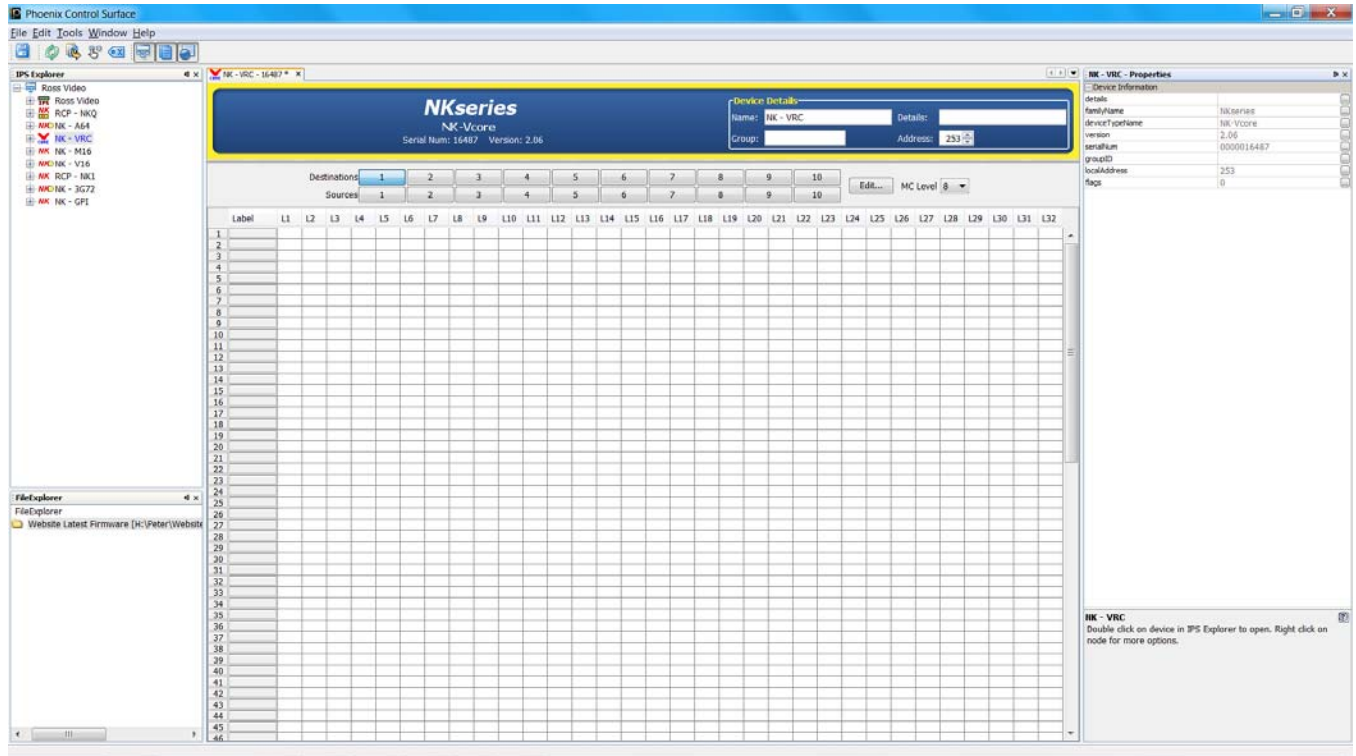 Phoenix Control Surface
File Edit Tools Window Help
IPS Explorer
Ross Video
Ross Video
RCP - NKQ
NK - A64
NK - VRC
NK - M16
NK - V16
RCP - NK1
NK - 3G72
NK - GPI
FileExplorer
FileExplorer
Website Latest Firmware [H:\Peter\Website
NK - VRC - 16487 *
NKseries
NK-Vcore
Serial Num: 16487 Version: 2.06
Device Details
Name: NK - VRC Details:
Group: Address: 253
Destinations 1 2 3 4 5 6 7 8 9 10
Sources 1 2 3 4 5 6 7 8 9 10
Edit... MC Level 8
Label L1 L2 L3 L4 L5 L6 L7 L8 L9 L10 L11 L12 L13 L14 L15 L16 L17 L18 L19 L20 L21 L22 L23 L24 L25 L26 L27 L28 L29 L30 L31 L32
1
2
3
4
5
6
7
8
9
10
11
12
13
14
15
16
17
18
19
20
21
22
23
24
25
26
27
28
29
30
31
32
33
34
35
36
37
38
39
40
41
42
43
44
45
46
NK - VRC - Properties
Device Information
details
familyName NKseries
deviceTypeName NK-Vcore
version 2.06
serialNum 0000016487
groupID
localAddress 253
flags 0
NK - VRC
Double click on device in IPS Explorer to open. Right click on
node for more options.